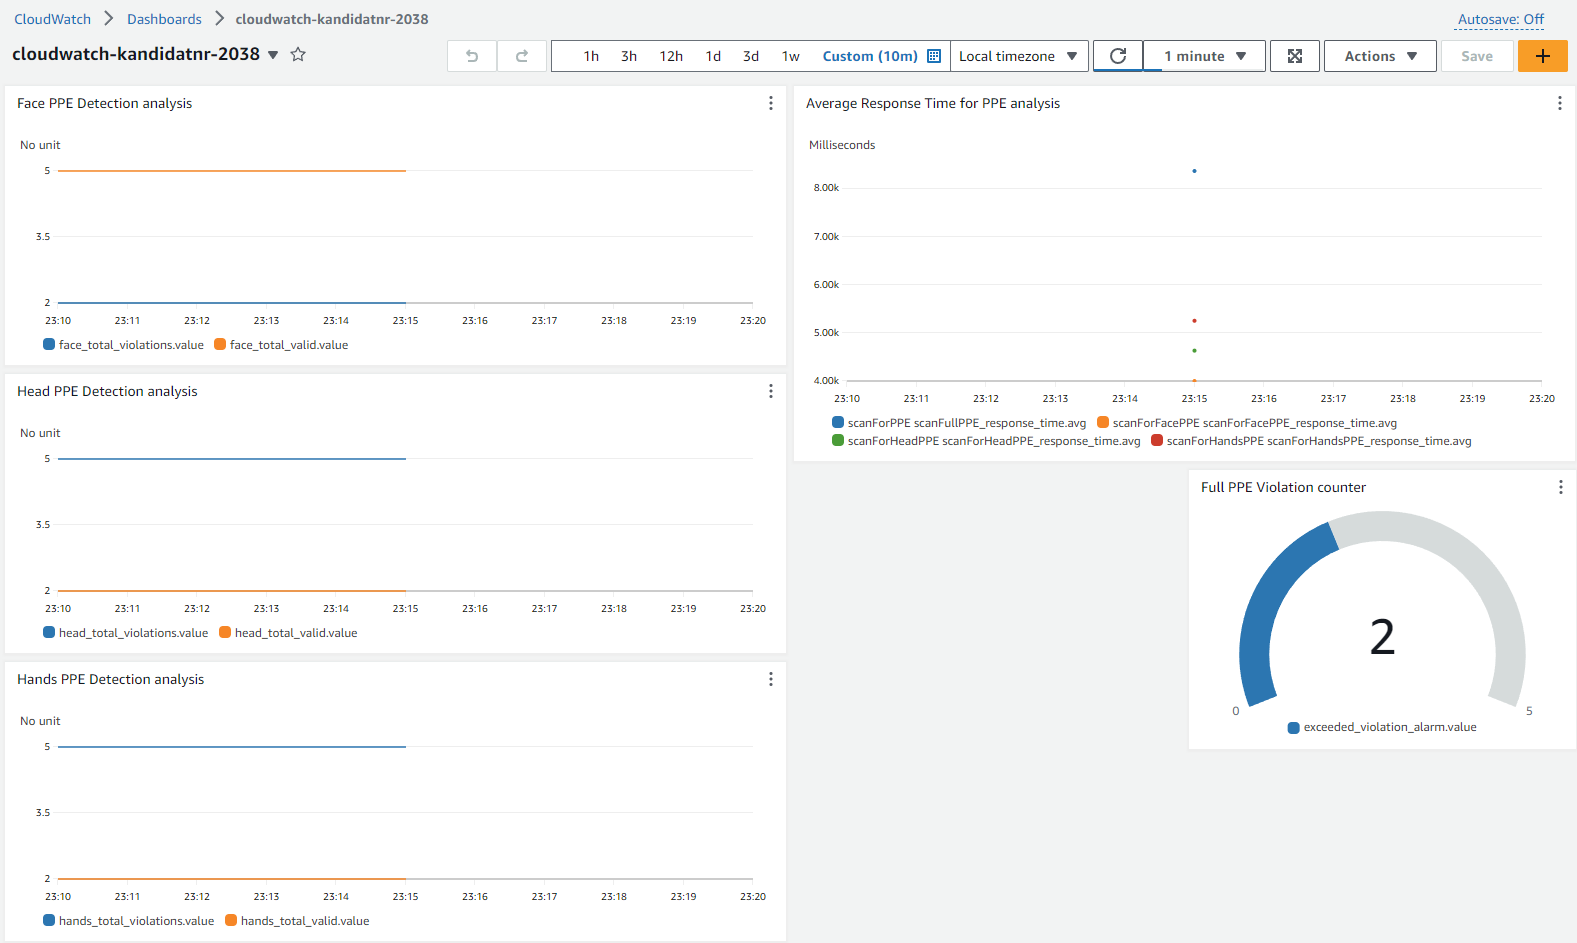 CloudWatch > Dashboards > cloudwatch-kandidatnr-2038
Autosave: Off
cloudwatch-kandidatnr-2038
1h 3h 12h 1d 3d 1w Custom (10m) Local timezone 1 minute Actions Save +
Face PPE Detection analysis
No unit
5
3.5
2
23:10 23:11 23:12 23:13 23:14 23:15 23:16 23:17 23:18 23:19 23:20
face_total_violations.value face_total_valid.value
Head PPE Detection analysis
No unit
5
3.5
2
23:10 23:11 23:12 23:13 23:14 23:15 23:16 23:17 23:18 23:19 23:20
head_total_violations.value head_total_valid.value
Hands PPE Detection analysis
No unit
5
3.5
2
23:10 23:11 23:12 23:13 23:14 23:15 23:16 23:17 23:18 23:19 23:20
hands_total_violations.value hands_total_valid.value
Average Response Time for PPE analysis
Milliseconds
8.00k
7.00k
6.00k
5.00k
4.00k
23:10 23:11 23:12 23:13 23:14 23:15 23:16 23:17 23:18 23:19 23:20
scanForPPE scanFullPPE_response_time.avg scanForFacePPE scanForFacePPE_response_time.avg
scanForHeadPPE scanForHeadPPE_response_time.avg scanForHandsPPE scanForHandsPPE_response_time.avg
Full PPE Violation counter
2
0 5
exceeded_violation_alarm.value